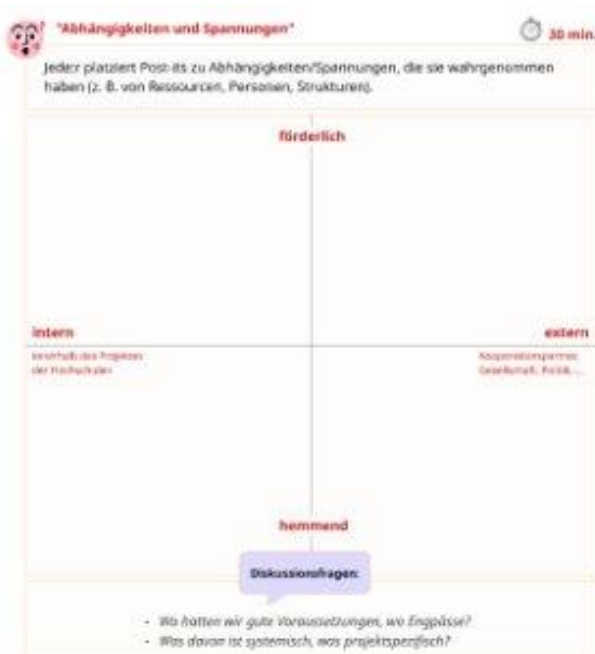 "Abhängigkeiten und Spannungen"
30 min.
Jede:r platziert Post-its zu Abhängigkeiten/Spannungen, die sie wahrgenommen
haben (z. B. von Ressourcen, Personen, Strukturen).
förderlich
intern
extern
innerhalb des Projektes
der Hochschulen
Kooperationspartner,
Gesellschaft, Politik ...
hemmend
Diskussionsfragen:
- Wo hatten wir gute Voraussetzungen, wo Engpässe?
- Was davon ist systemisch, was projektspezifisch?